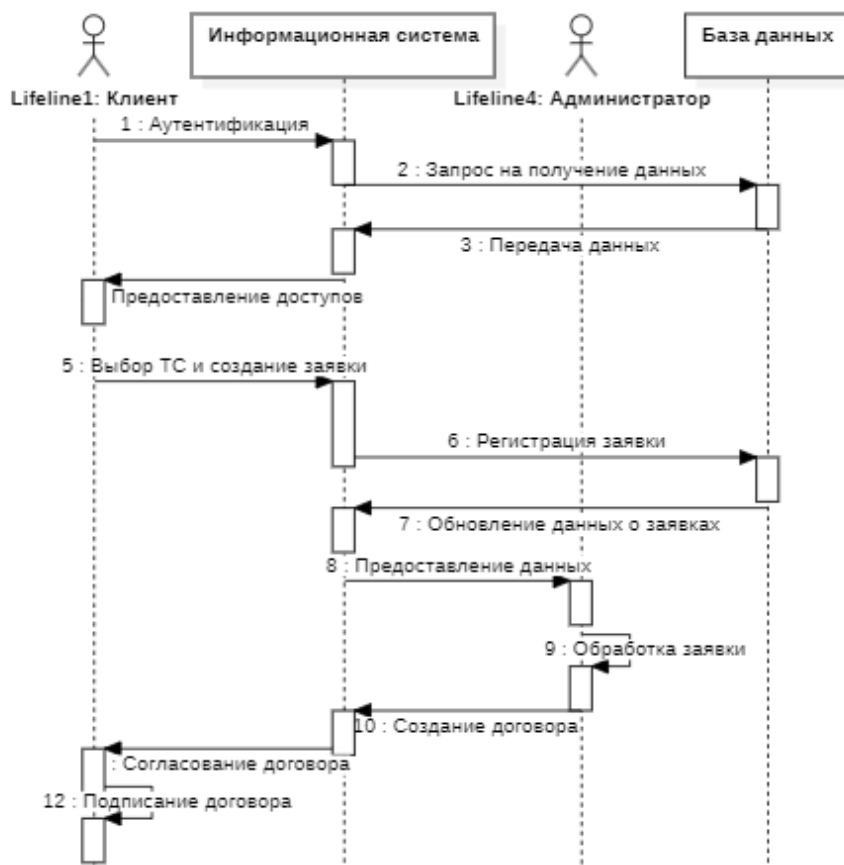 Информационная система
База данных
Lifeline1: Клиент
Lifeline4: Администратор
1 : Аутентификация
2 : Запрос на получение данных
3 : Передача данных
Предоставление доступов
5 : Выбор ТС и создание заявки
6 : Регистрация заявки
7 : Обновление данных о заявках
8 : Предоставление данных
9 : Обработка заявки
10 : Создание договора
: Согласование договора
12 : Подписание договора